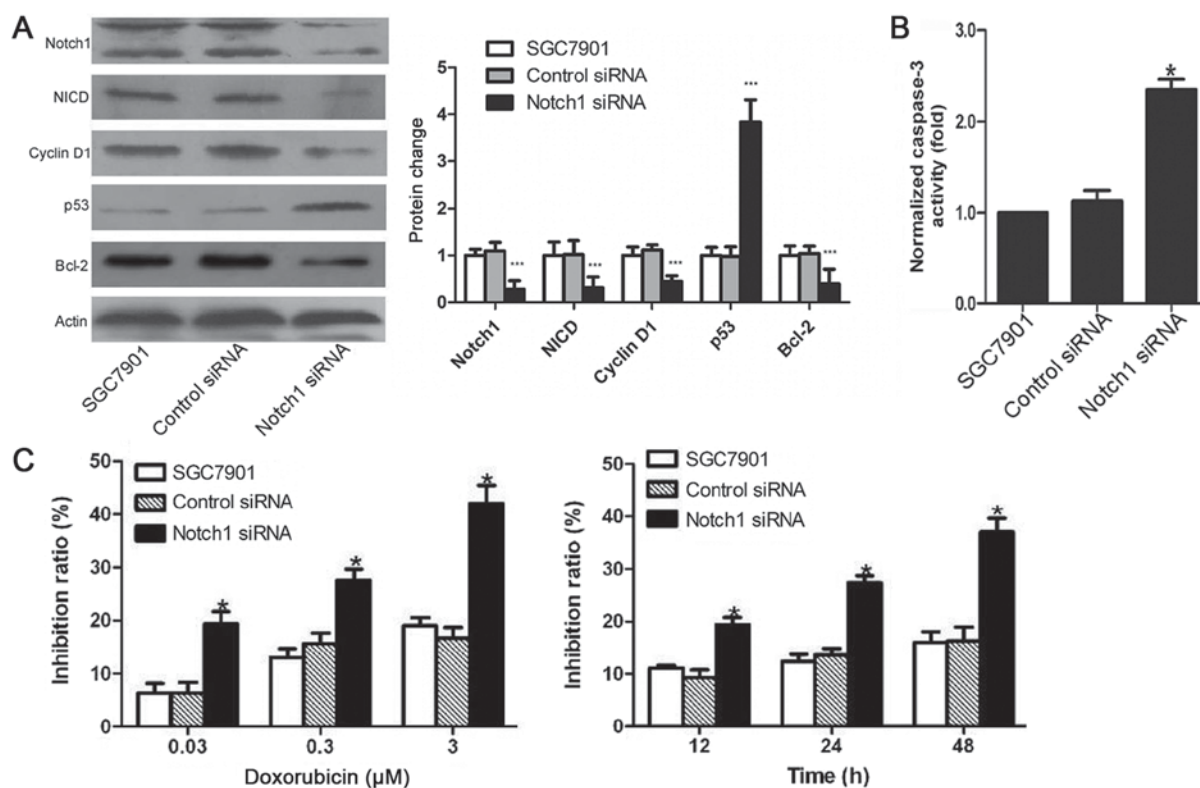 A
Notch1
NICD
Cyclin D1
p53
Bcl-2
Actin
SGC7901
Control siRNA
Notch1 siRNA
SGC7901
Control siRNA
Notch1 siRNA
Protein change
5
4
3
2
1
0
***
***
***
***
***
Notch1
NICD
Cyclin D1
p53
Bcl-2
B
Normalized caspase-3
activity (fold)
3.0
2.0
1.0
.0
*
SGC7901
Control siRNA
Notch1 siRNA
C
SGC7901
Control siRNA
Notch1 siRNA
Inhibition ratio (%)
50
40
30
20
10
0
*
*
*
0.03
0.3
3
Doxorubicin (μM)
SGC7901
Control siRNA
Notch1 siRNA
Inhibition ratio (%)
50
40
30
20
10
0
*
*
*
12
24
48
Time (h)